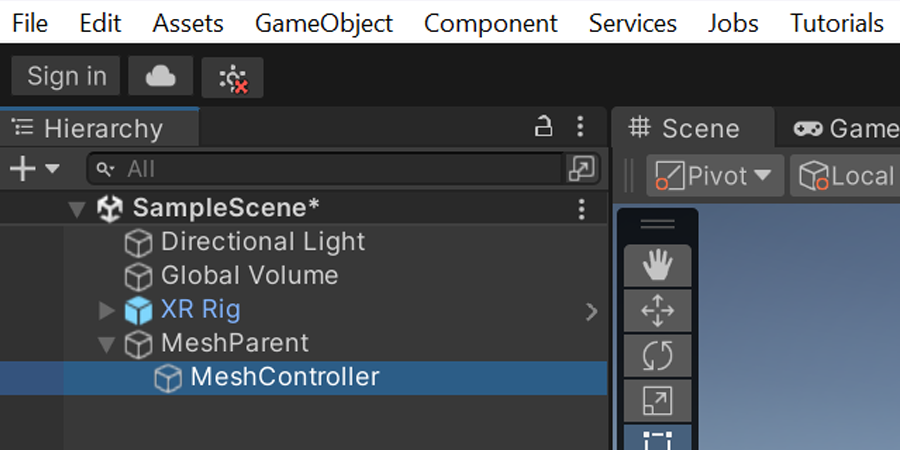 File Edit Assets GameObject Component Services Jobs Tutorials
Sign in
Hierarchy
Scene Game
All
Pivot Local
SampleScene*
Directional Light
Global Volume
XR Rig
MeshParent
MeshController